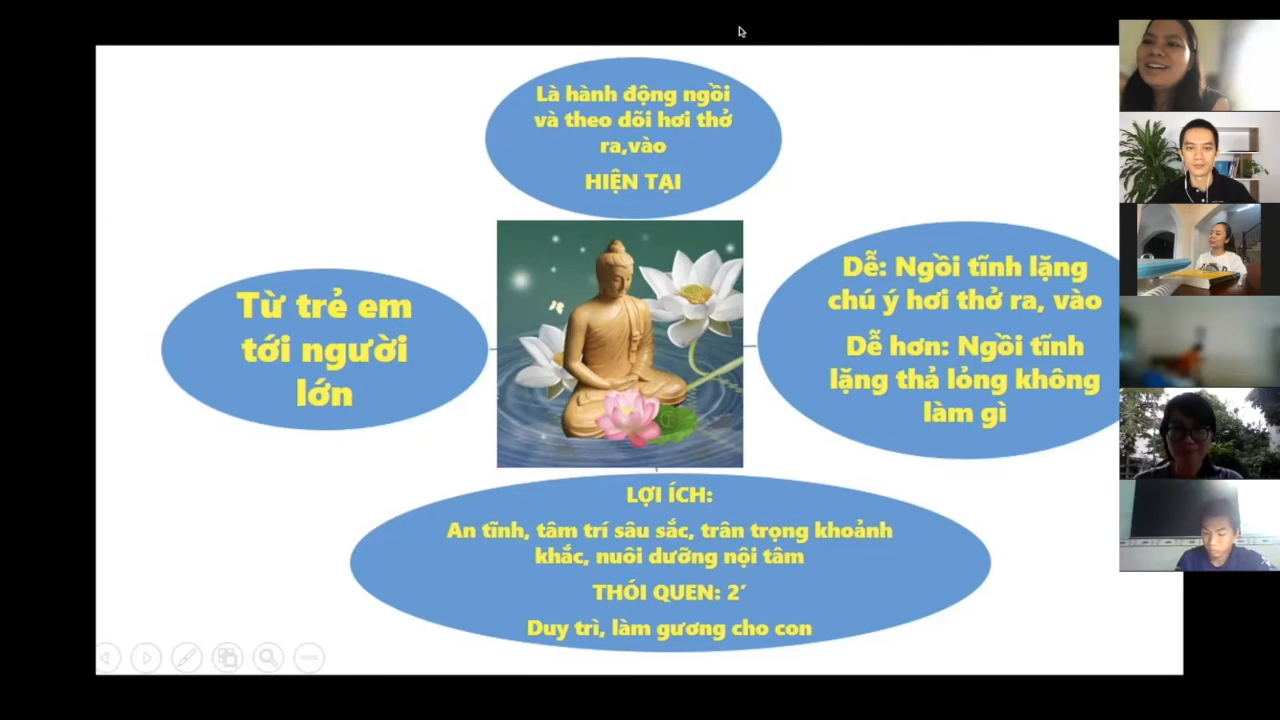 Là hành động ngồi
và theo dõi hơi thở
ra,vào
HIỆN TẠI
Từ trẻ em
tới người
lớn
Dễ: Ngồi tĩnh lặng
chú ý hơi thở ra, vào
Dễ hơn: Ngồi tĩnh
lặng thả lỏng không
làm gì
LỢI ÍCH:
An tĩnh, tâm trí sâu sắc, trân trọng khoảnh
khắc, nuôi dưỡng nội tâm
THÓI QUEN: 2′
Duy trì, làm gương cho con